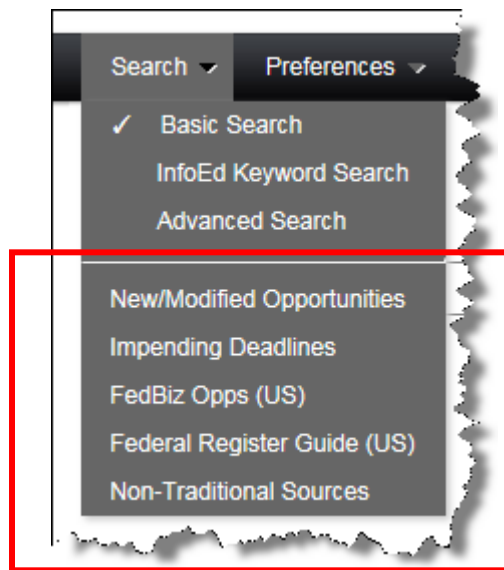 Search Preferences
✓ Basic Search
InfoEd Keyword Search
Advanced Search
New/Modified Opportunities
Impending Deadlines
FedBiz Opps (US)
Federal Register Guide (US)
Non-Traditional Sources